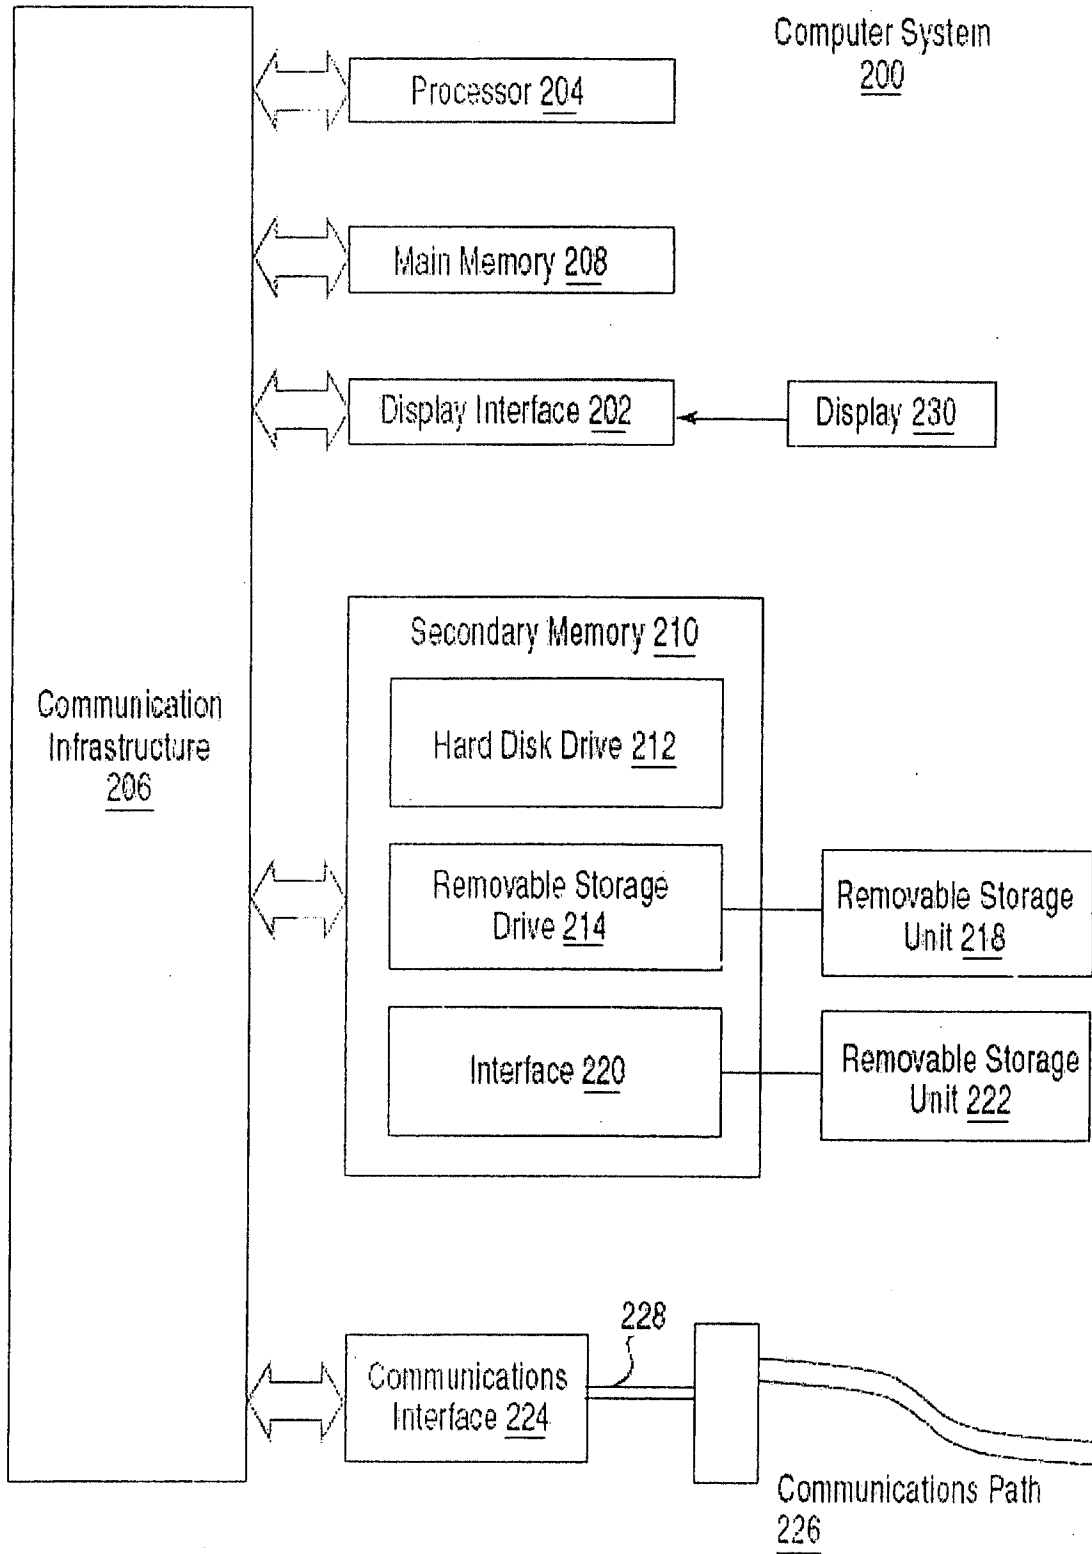 Computer System
200
Processor 204
Main Memory 208
Display Interface 202
Display 230
Secondary Memory 210
Hard Disk Drive 212
Communication
Infrastructure
206
Removable Storage
Drive 214
Removable Storage
Unit 218
Interface 220
Removable Storage
Unit 222
228
Communications
Interface 224
Communications Path
226